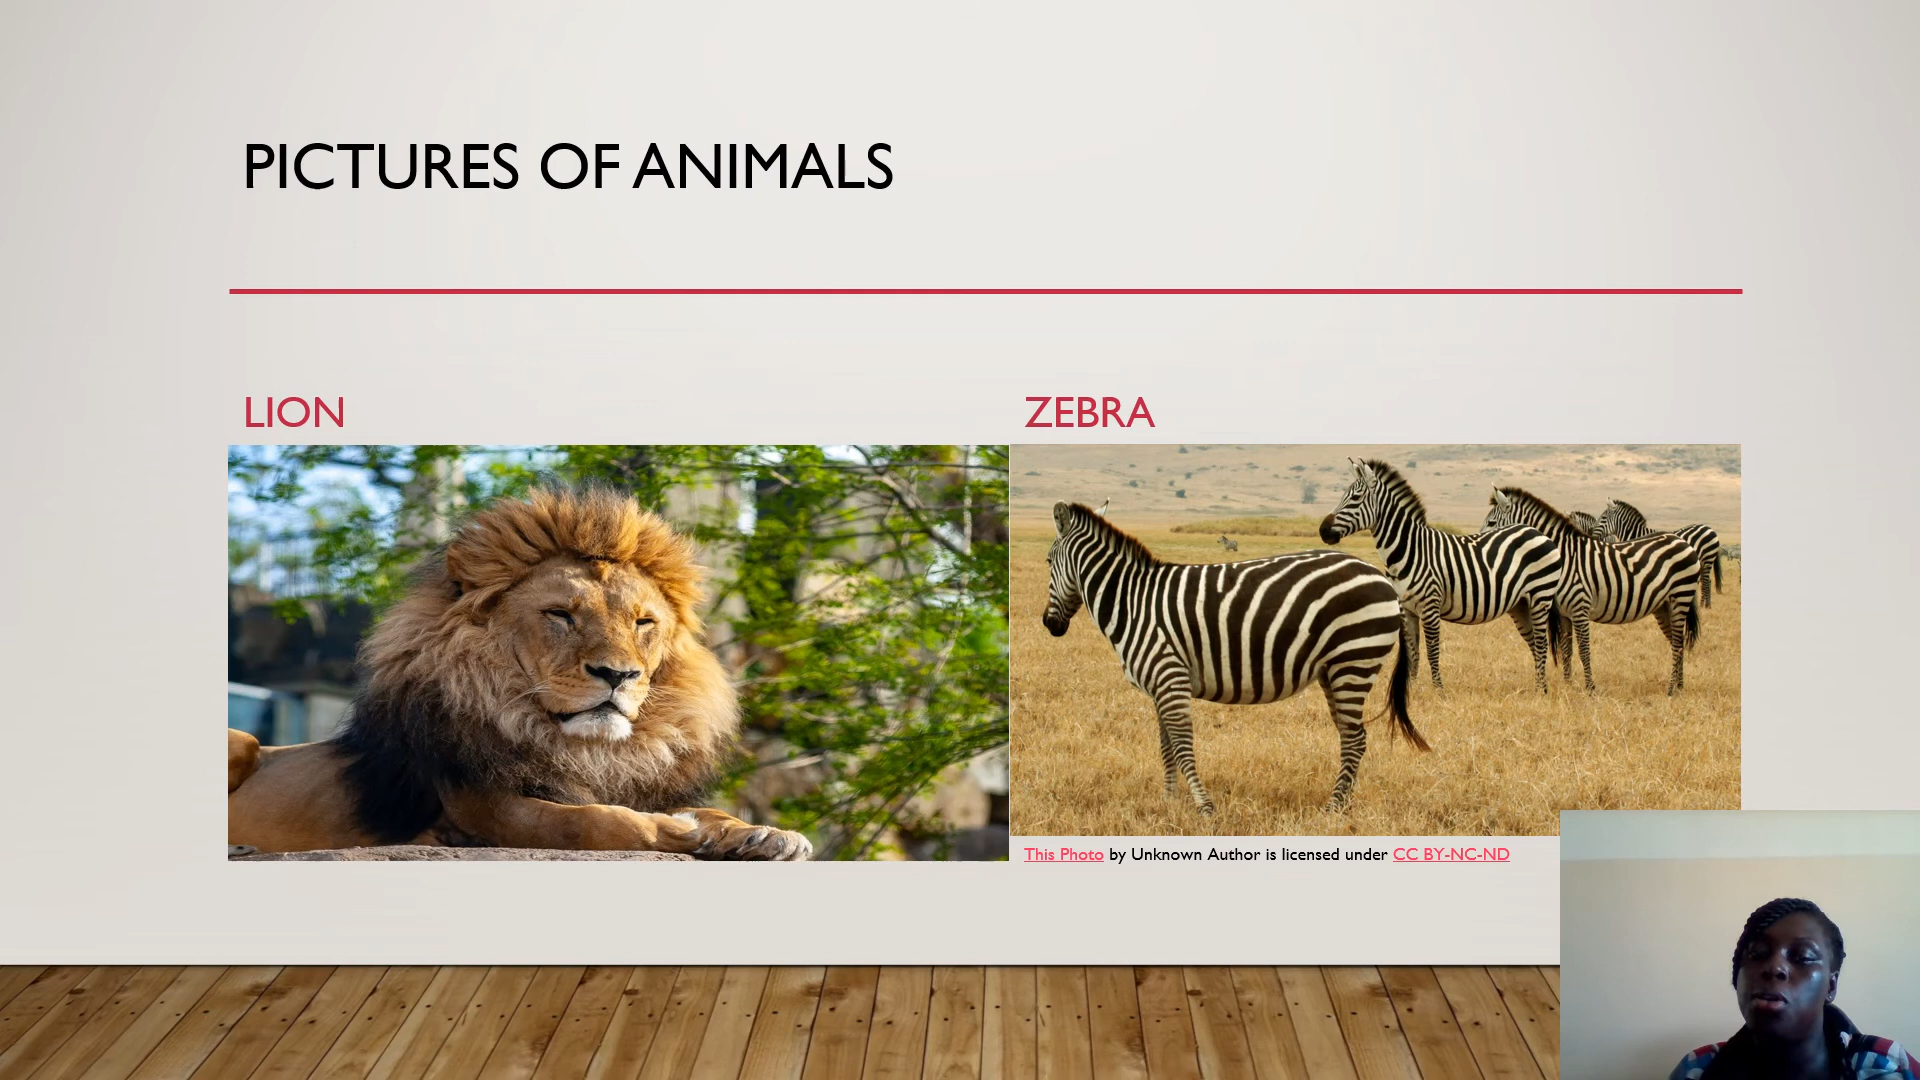 PICTURES OF ANIMALS
LION
ZEBRA
This Photo by Unknown Author is licensed under CC BY-NC-ND